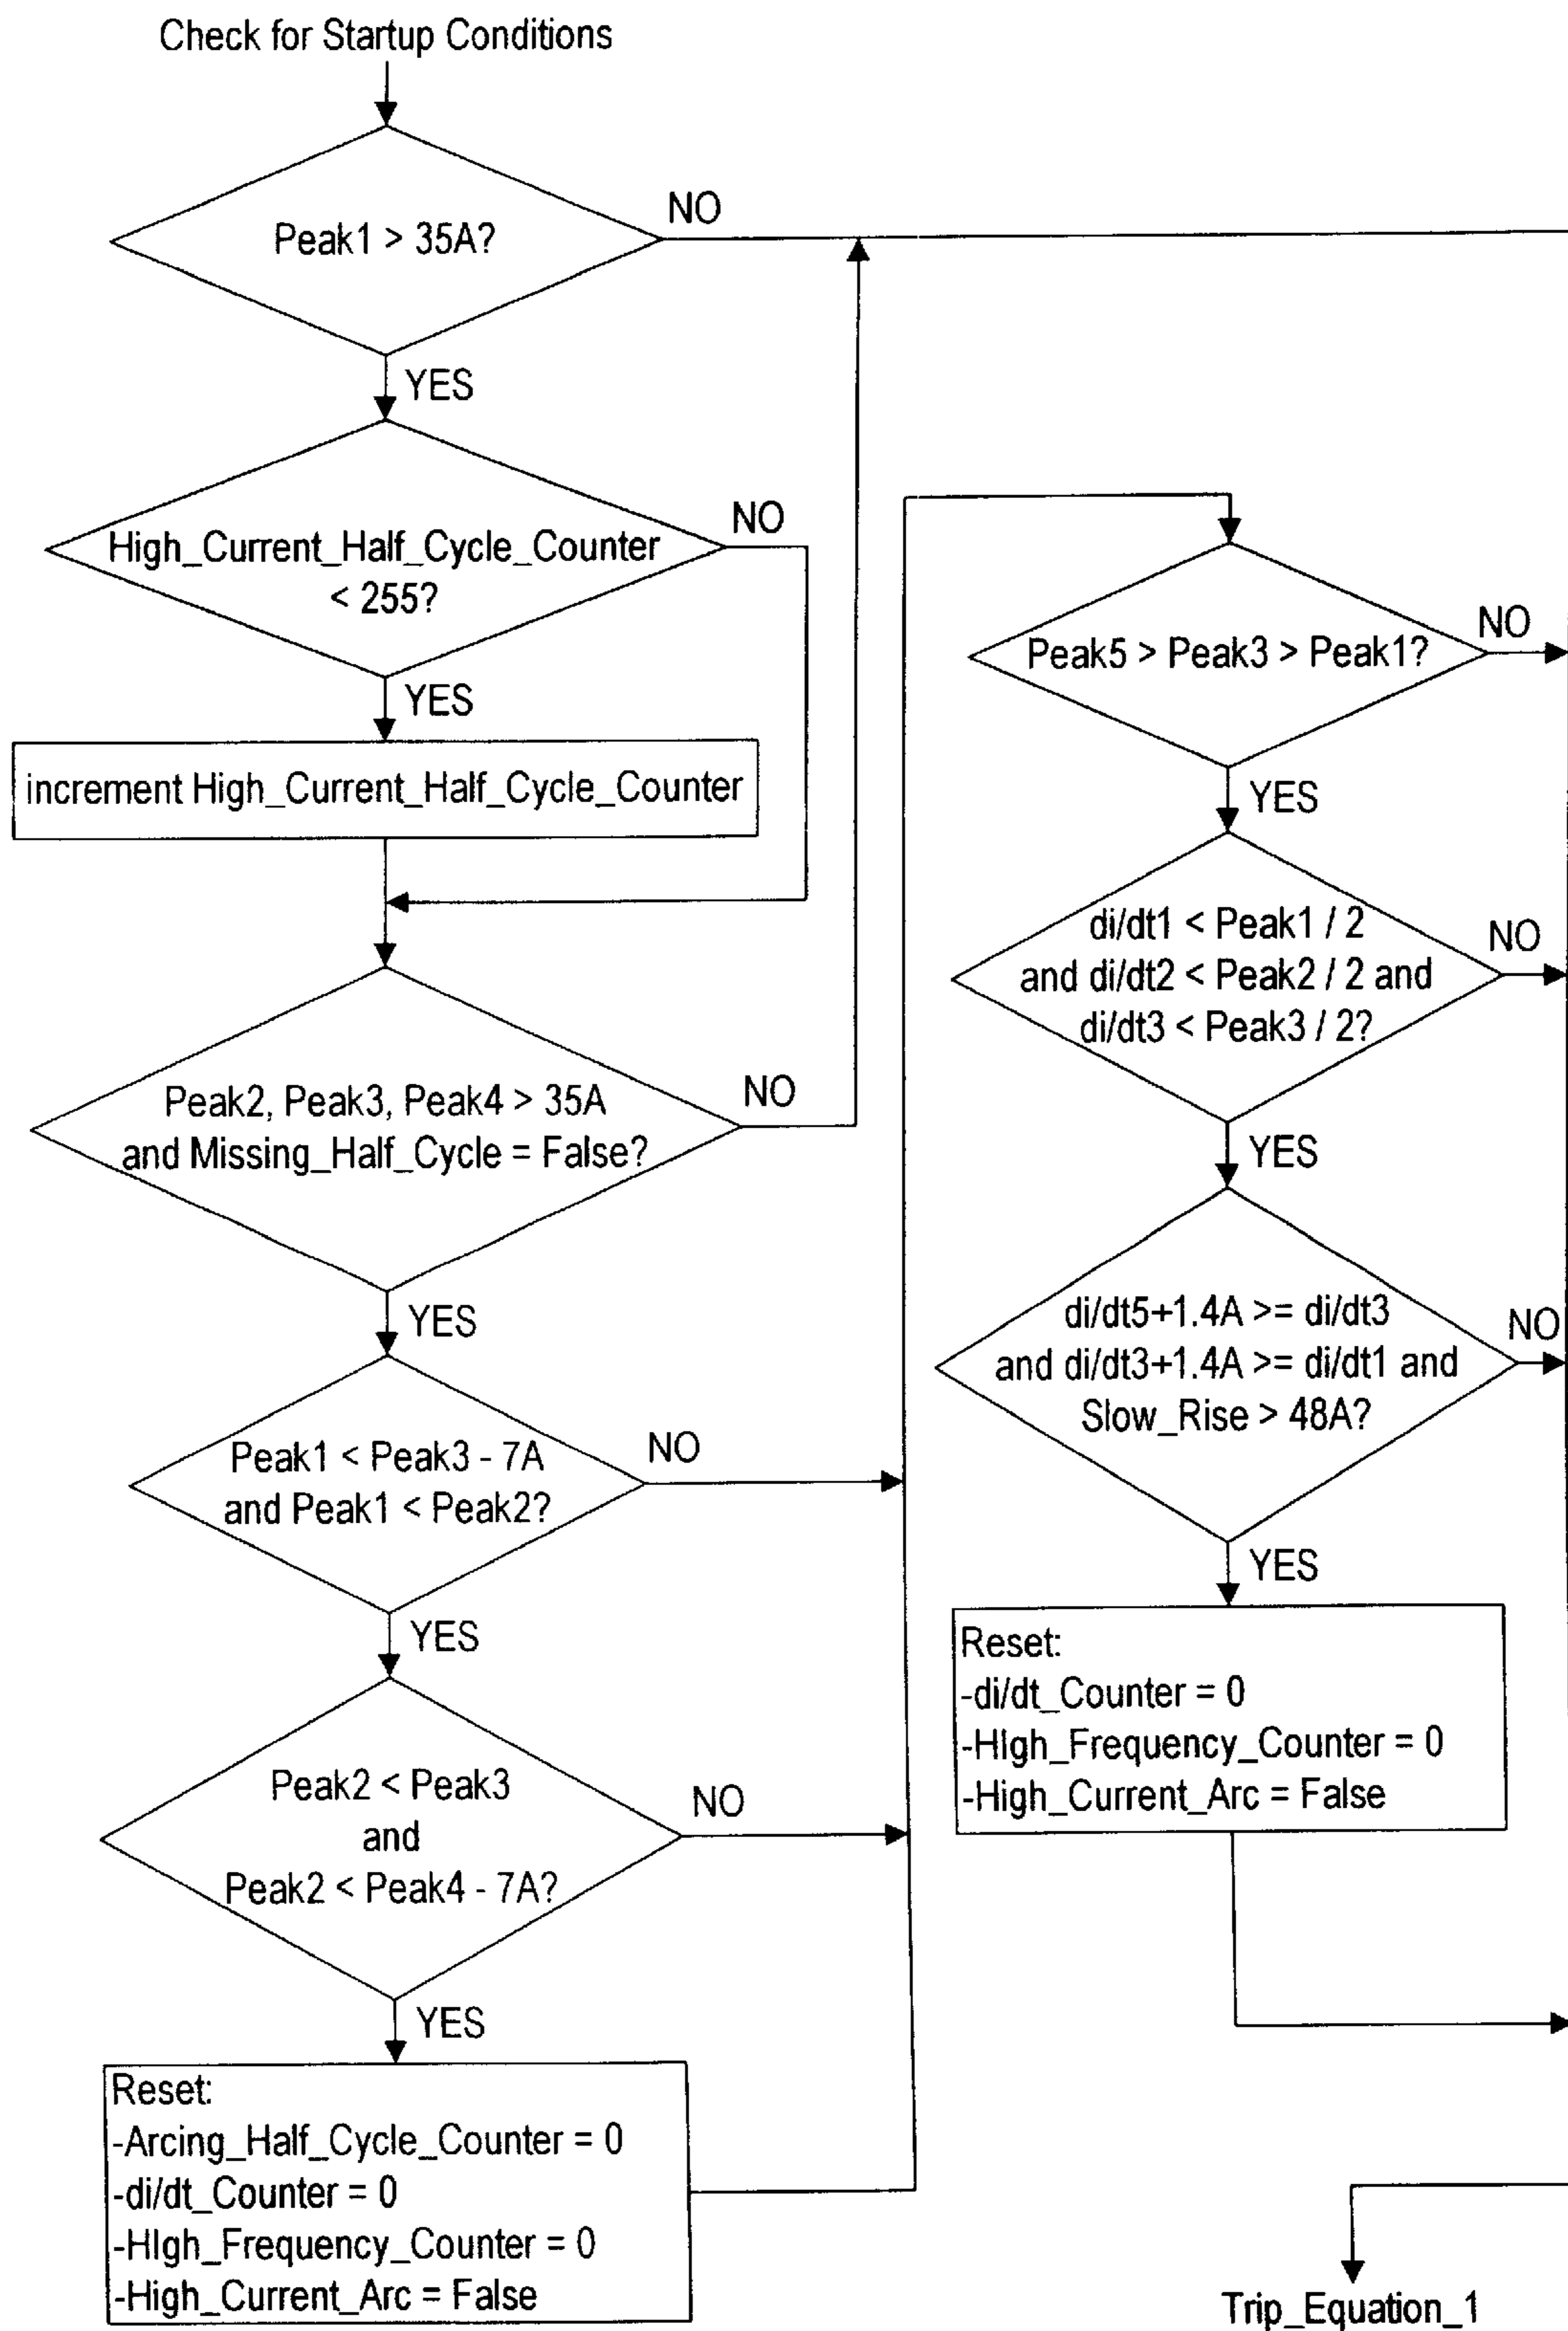 Check for Startup Conditions
Peak1 > 35A?
NO
YES
High_Current_Half_Cycle_Counter
< 255?
NO
YES
increment High_Current_Half_Cycle_Counter
Peak2, Peak3, Peak4 > 35A
and Missing_Half_Cycle = False?
NO
YES
Peak1 < Peak3 - 7A
and Peak1 < Peak2?
NO
YES
Peak2 < Peak3
and
Peak2 < Peak4 - 7A?
NO
YES
Reset:
-Arcing_Half_Cycle_Counter = 0
-di/dt_Counter = 0
-HIgh_Frequency_Counter = 0
-High_Current_Arc = False
Peak5 > Peak3 > Peak1?
NO
YES
di/dt1 < Peak1 / 2
and di/dt2 < Peak2 / 2 and
di/dt3 < Peak3 / 2?
NO
YES
di/dt5+1.4A >= di/dt3
and di/dt3+1.4A >= di/dt1 and
Slow_Rise > 48A?
NO
YES
Reset:
-di/dt_Counter = 0
-HIgh_Frequency_Counter = 0
-High_Current_Arc = False
Trip_Equation_1